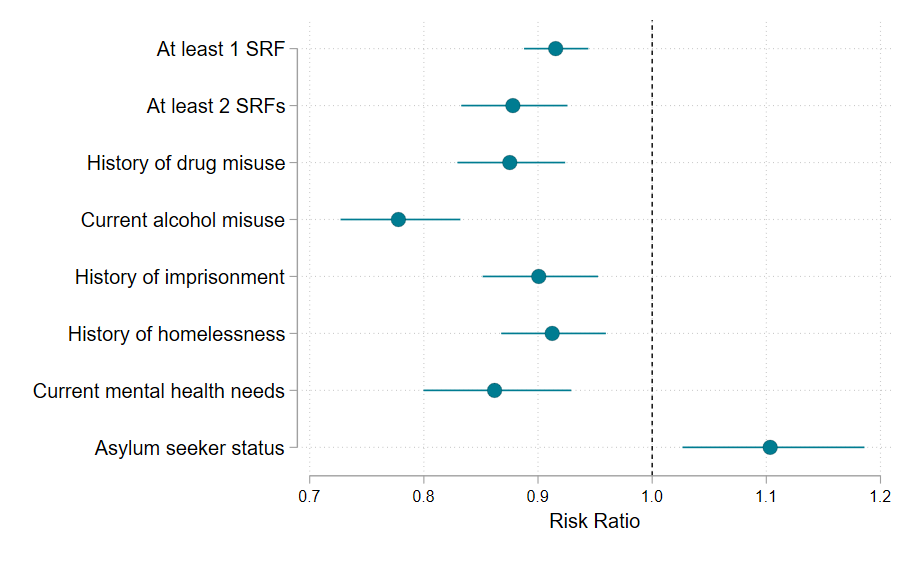 At least 1 SRF
At least 2 SRFs
History of drug misuse
Current alcohol misuse
History of imprisonment
History of homelessness
Current mental health needs
Asylum seeker status
0.7 0.8 0.9 1.0 1.1 1.2
Risk Ratio